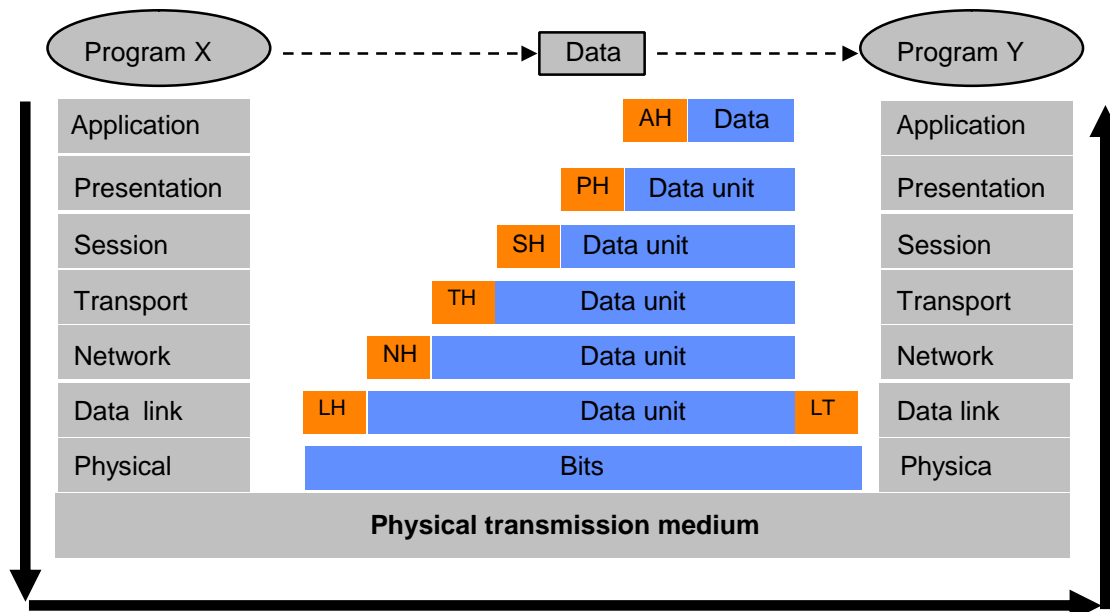 Program X Data Program Y
Application AH Data Application
Presentation PH Data unit Presentation
Session SH Data unit Session
Transport TH Data unit Transport
Network NH Data unit Network
Data link LH Data unit LT Data link
Physical Bits Physica
Physical transmission medium